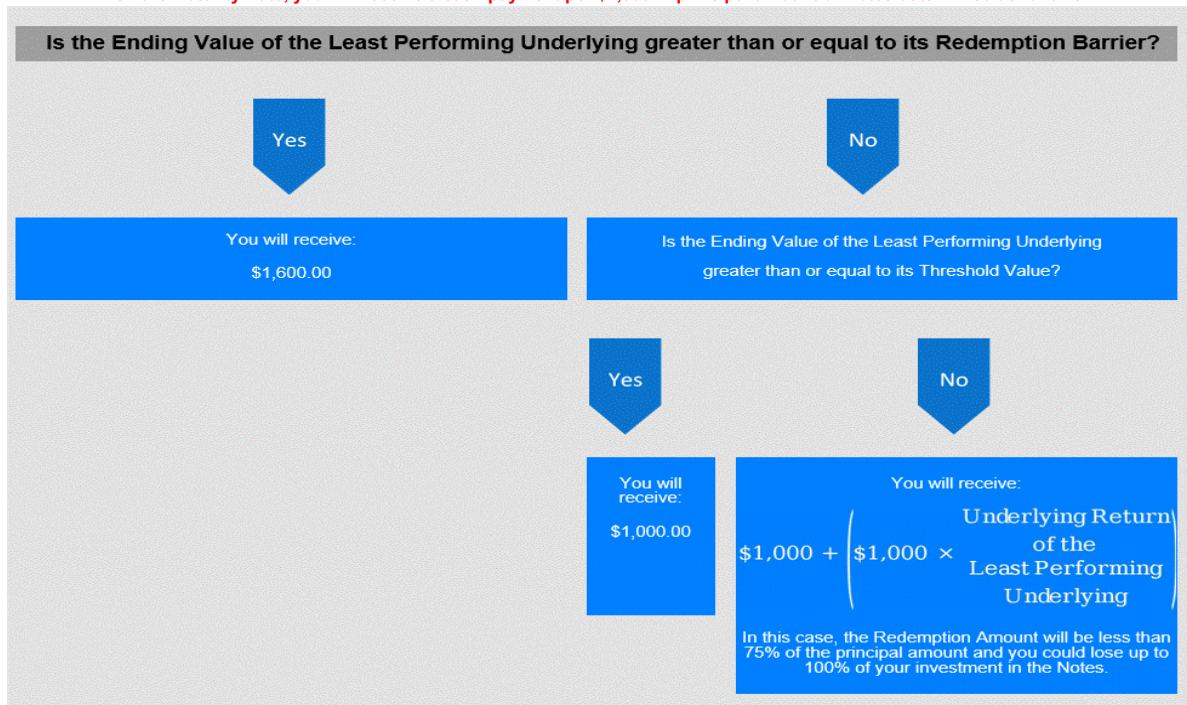 Is the Ending Value of the Least Performing Underlying greater than or equal to its Redemption Barrier?
Yes
No
You will receive:
$1,600.00
Is the Ending Value of the Least Performing Underlying
greater than or equal to its Threshold Value?
Yes
No
You will
receive:
$1,000.00
You will receive:
$1,000 + ($1,000 × Underlying Return
of the
Least Performing
Underlying)
In this case, the Redemption Amount will be less than
75% of the principal amount and you could lose up to
100% of your investment in the Notes.